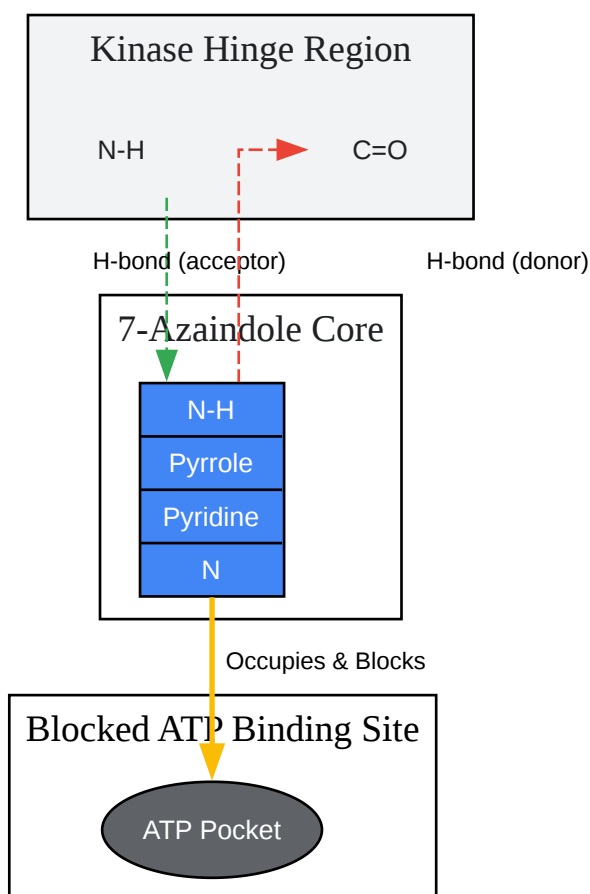 Kinase Hinge Region
N-H
C=O
H-bond (acceptor)
H-bond (donor)
7-Azaindole Core
N-H
Pyrrole
Pyridine
N
Occupies & Blocks
Blocked ATP Binding Site
ATP Pocket